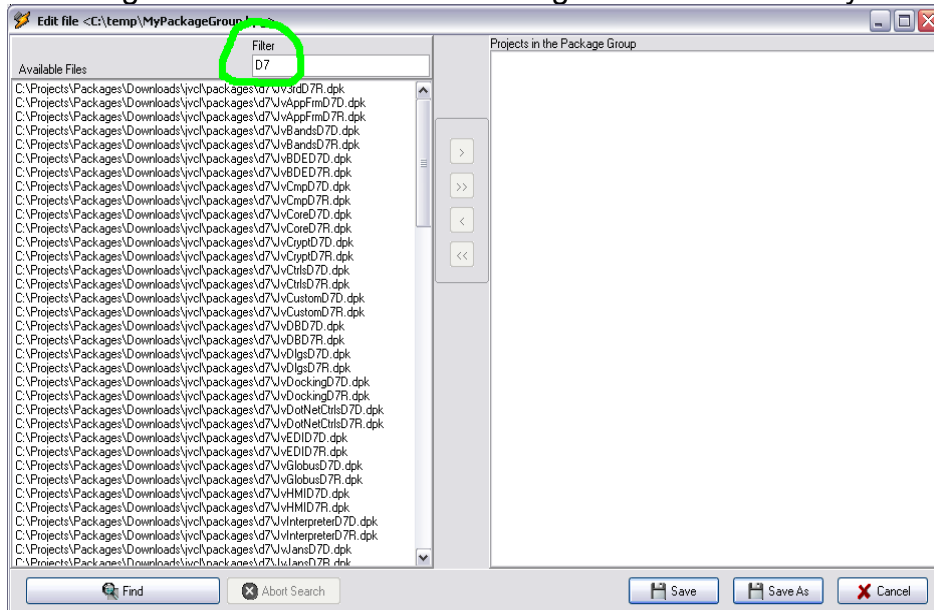 Edit file <C:\temp\MyPackageGroup
Filter
D7
Available Files
Projects in the Package Group
C:\Projects\Packages\Downloads\jvcl\packages\d7\Jv3rdD7R.dpk
C:\Projects\Packages\Downloads\jvcl\packages\d7\JvAppFrmD7D.dpk
C:\Projects\Packages\Downloads\jvcl\packages\d7\JvAppFrmD7R.dpk
C:\Projects\Packages\Downloads\jvcl\packages\d7\JvBandsD7D.dpk
C:\Projects\Packages\Downloads\jvcl\packages\d7\JvBandsD7R.dpk
C:\Projects\Packages\Downloads\jvcl\packages\d7\JvBDED7D.dpk
C:\Projects\Packages\Downloads\jvcl\packages\d7\JvBDED7R.dpk
C:\Projects\Packages\Downloads\jvcl\packages\d7\JvCmpD7D.dpk
C:\Projects\Packages\Downloads\jvcl\packages\d7\JvCmpD7R.dpk
C:\Projects\Packages\Downloads\jvcl\packages\d7\JvCoreD7D.dpk
C:\Projects\Packages\Downloads\jvcl\packages\d7\JvCoreD7R.dpk
C:\Projects\Packages\Downloads\jvcl\packages\d7\JvCryptD7D.dpk
C:\Projects\Packages\Downloads\jvcl\packages\d7\JvCryptD7R.dpk
C:\Projects\Packages\Downloads\jvcl\packages\d7\JvCtrlsD7D.dpk
C:\Projects\Packages\Downloads\jvcl\packages\d7\JvCtrlsD7R.dpk
C:\Projects\Packages\Downloads\jvcl\packages\d7\JvCustomD7D.dpk
C:\Projects\Packages\Downloads\jvcl\packages\d7\JvCustomD7R.dpk
C:\Projects\Packages\Downloads\jvcl\packages\d7\JvDBD7D.dpk
C:\Projects\Packages\Downloads\jvcl\packages\d7\JvDBD7R.dpk
C:\Projects\Packages\Downloads\jvcl\packages\d7\JvDlgsD7D.dpk
C:\Projects\Packages\Downloads\jvcl\packages\d7\JvDlgsD7R.dpk
C:\Projects\Packages\Downloads\jvcl\packages\d7\JvDockingD7D.dpk
C:\Projects\Packages\Downloads\jvcl\packages\d7\JvDockingD7R.dpk
C:\Projects\Packages\Downloads\jvcl\packages\d7\JvDotNetCtrlsD7D.dpk
C:\Projects\Packages\Downloads\jvcl\packages\d7\JvDotNetCtrlsD7R.dpk
C:\Projects\Packages\Downloads\jvcl\packages\d7\JvEDID7D.dpk
C:\Projects\Packages\Downloads\jvcl\packages\d7\JvEDID7R.dpk
C:\Projects\Packages\Downloads\jvcl\packages\d7\JvGlobusD7D.dpk
C:\Projects\Packages\Downloads\jvcl\packages\d7\JvGlobusD7R.dpk
C:\Projects\Packages\Downloads\jvcl\packages\d7\JvHMID7D.dpk
C:\Projects\Packages\Downloads\jvcl\packages\d7\JvHMID7R.dpk
C:\Projects\Packages\Downloads\jvcl\packages\d7\JvInterpreterD7D.dpk
C:\Projects\Packages\Downloads\jvcl\packages\d7\JvInterpreterD7R.dpk
C:\Projects\Packages\Downloads\jvcl\packages\d7\JvJansD7D.dpk
C:\Projects\Packages\Downloads\jvcl\packages\d7\JvJansD7R.dpk
>
>>
<
<<
Find
Abort Search
Save
Save As
Cancel